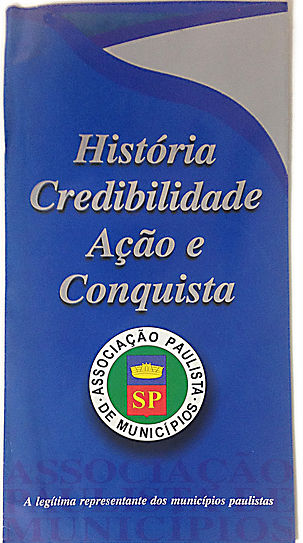 História
Credibilidade
Ação e
Conquista
ASSOCIAÇÃO PAULISTA
DE MUNICÍPIOS
SP
ASSOCIAÇÃO
A legítima representante dos municípios paulistas
MUNICÍPIOS